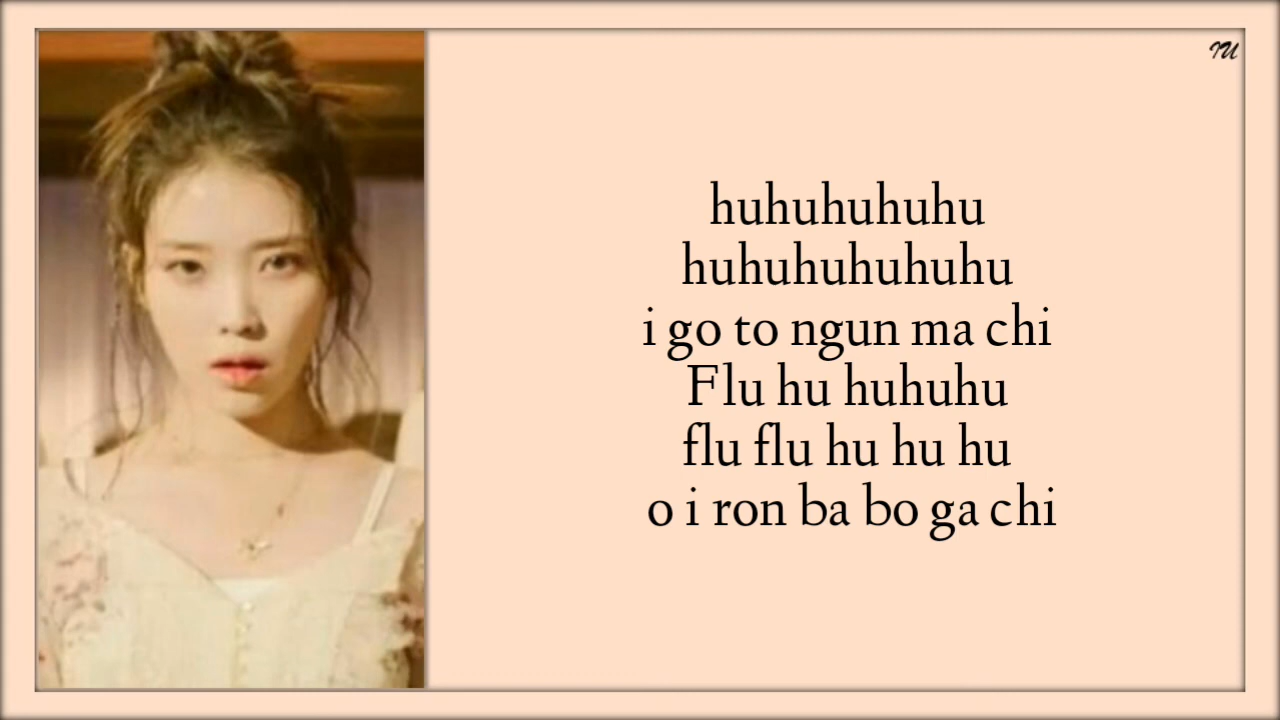 IU
huhuhuhuhu
huhuhuhuhuhu
i go to ngun ma chi
Flu hu huhuhu
flu flu hu hu hu
o i ron ba bo ga chi